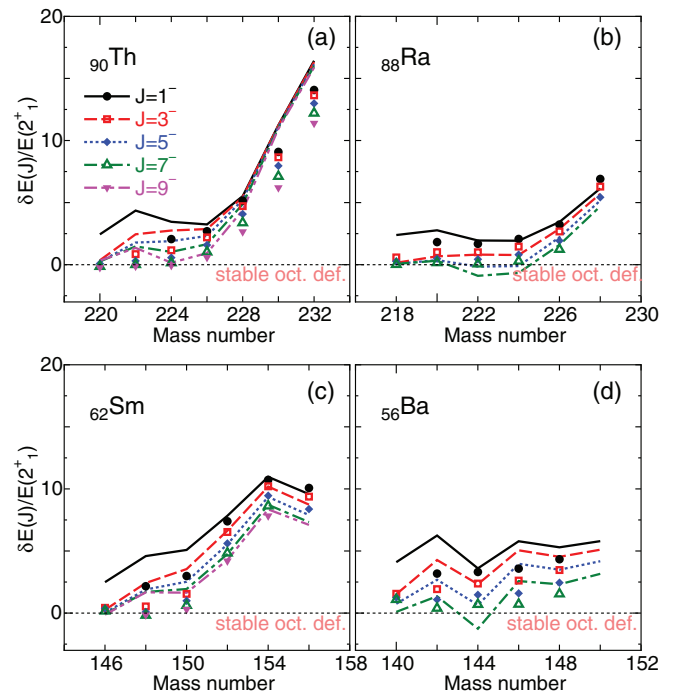 20
(a)
(b)
₉₀Th
₈₈Ra
J=1⁻
J=3⁻
J=5⁻
J=7⁻
J=9⁻
10
0
δE(J)/E(2⁺₁)
stable oct. def.
stable oct. def.
220 224 228 232
218 222 226 230
Mass number
Mass number
20
(c)
(d)
₆₂Sm
₅₆Ba
10
0
δE(J)/E(2⁺₁)
stable oct. def.
stable oct. def.
146 150 154 158
140 144 148 152
Mass number
Mass number